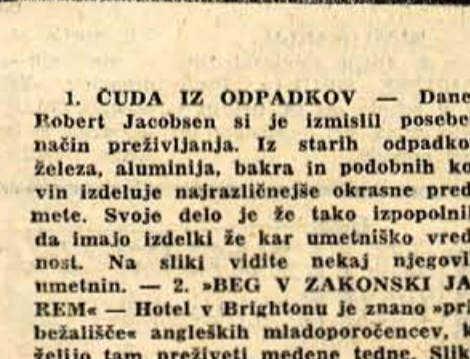 1. ČUDA IZ ODPADKOV — Dane
Robert Jacobsen si je izmislil posebe
način preživljanja. Iz starih odpadko
železa, aluminija, bakra in podobnih ko
vin izdeluje najrazličnejše okrasne pred
mete. Svoje delo je že tako izpopolnil
da imajo izdelki že kar umetniško vred
nost. Na sliki vidite nekaj njegovi
umetnin. — 2. »BEG V ZAKONSKI JA
REM« — Hotel v Brightonu je znano »pri
bežališče« angleških mladoporočencev, k
želijo tam preživeti medene tedne.